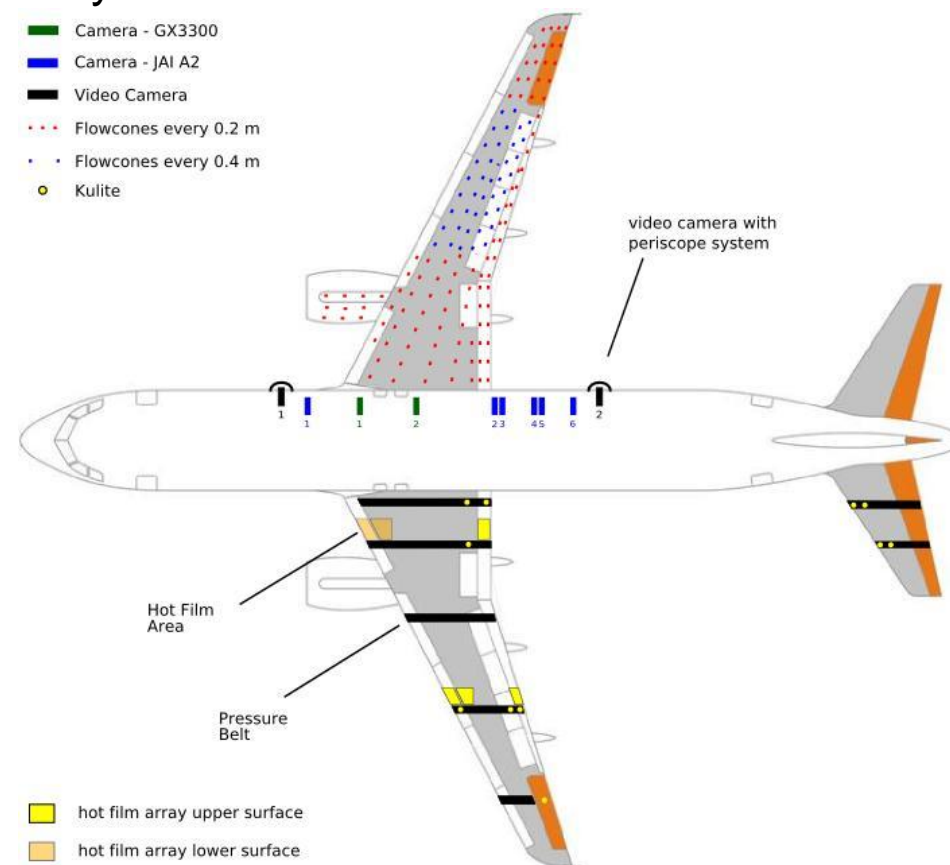 Camera - GX3300
Camera - JAI A2
Video Camera
Flowcones every 0.2 m
Flowcones every 0.4 m
Kulite
video camera with
periscope system
1
1
1
2
2 3
4 5
6
2
Hot Film
Area
Pressure
Belt
hot film array upper surface
hot film array lower surface